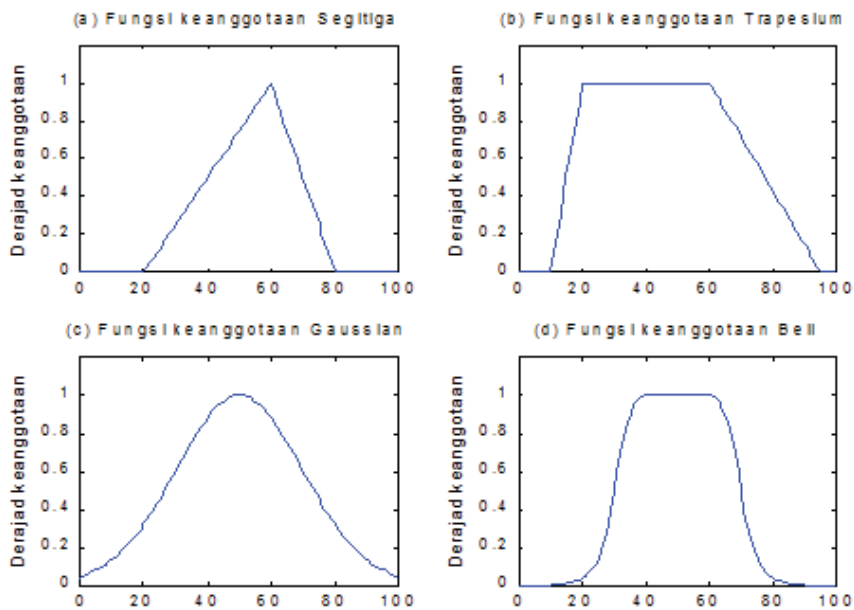 (a) Fungsi keanggotaan Segitiga
Derajad keanggotaan
1
0.8
0.6
0.4
0.2
0
0 20 40 60 80 100
(b) Fungsi keanggotaan Trapesium
Derajad keanggotaan
1
0.8
0.6
0.4
0.2
0
0 20 40 60 80 100
(c) Fungsi keanggotaan Gaussian
Derajad keanggotaan
1
0.8
0.6
0.4
0.2
0
0 20 40 60 80 100
(d) Fungsi keanggotaan Bell
Derajad keanggotaan
1
0.8
0.6
0.4
0.2
0
0 20 40 60 80 100